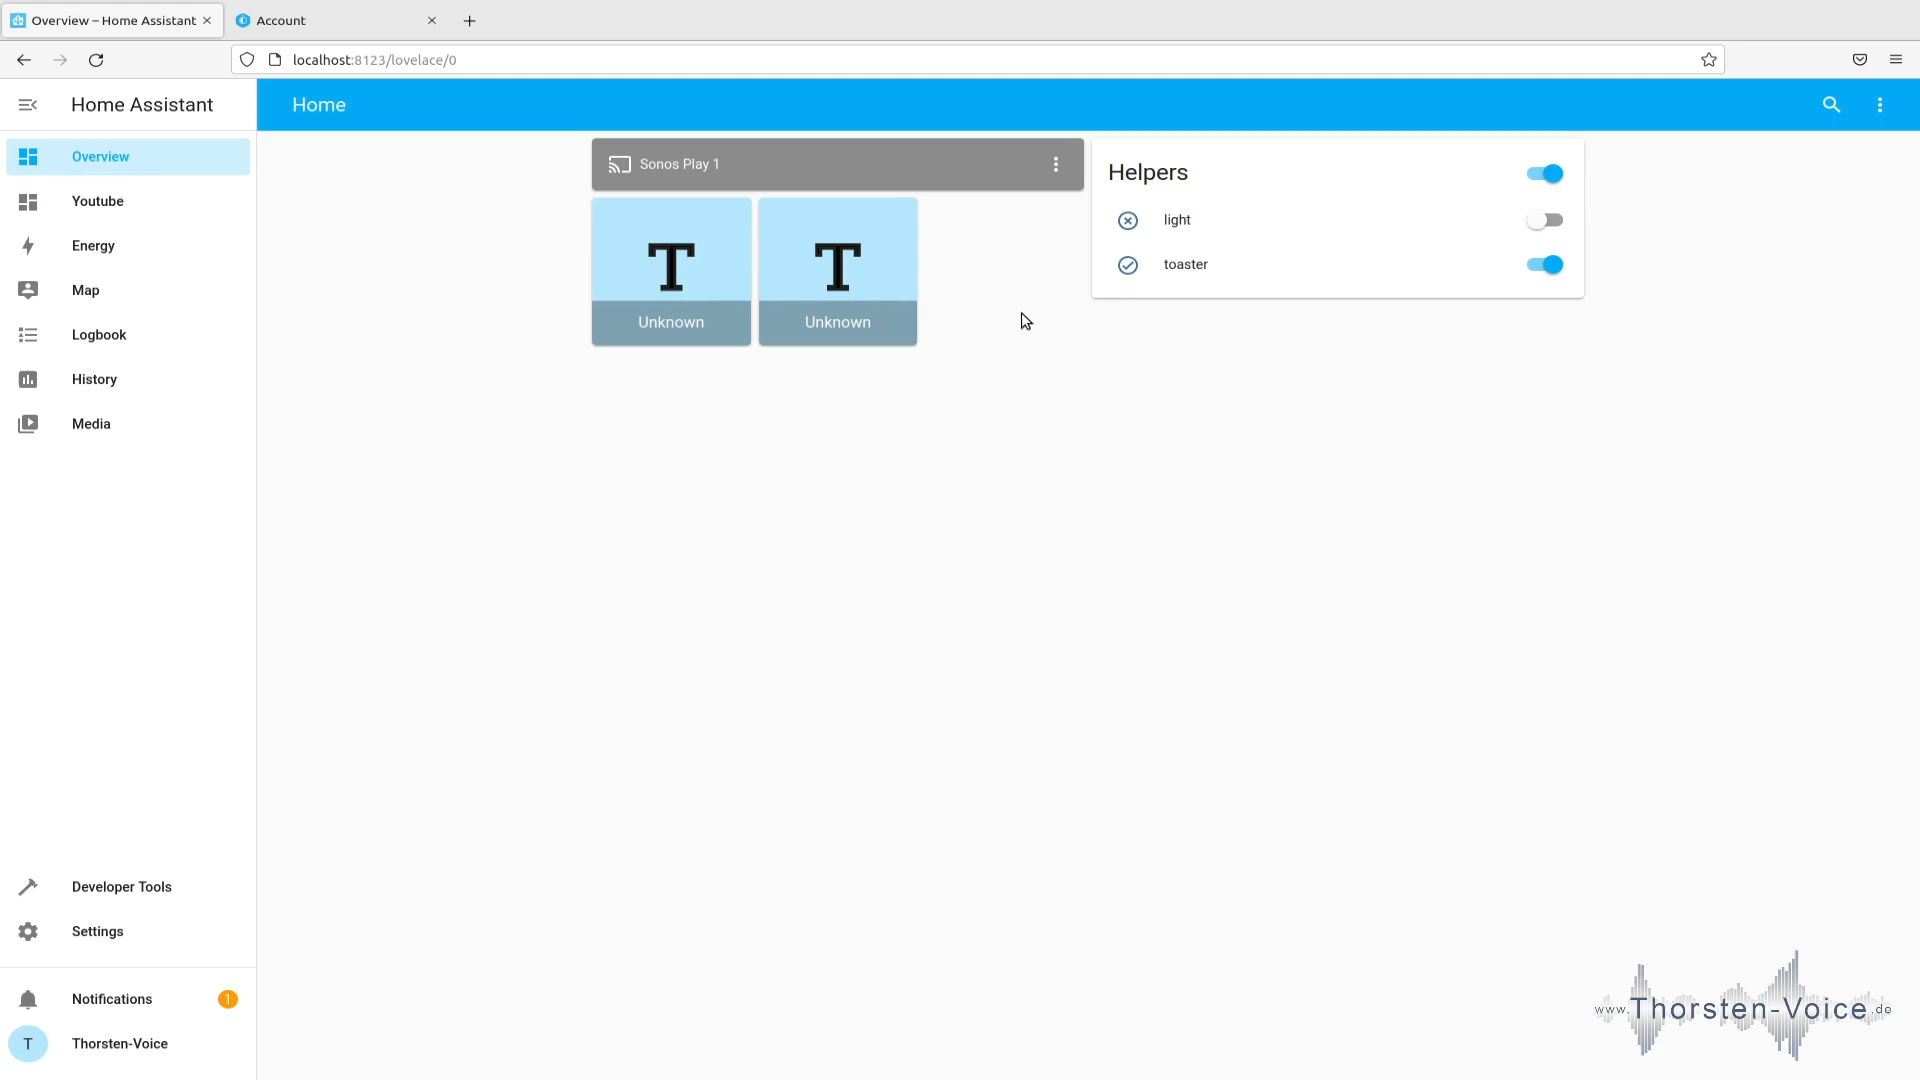 Overview – Home Assistant
Account
localhost:8123/lovelace/0
Home Assistant
Home
Overview
Youtube
Energy
Map
Logbook
History
Media
Sonos Play 1
T
Unknown
T
Unknown
Helpers
light
toaster
Developer Tools
Settings
Notifications 1
T Thorsten-Voice
www.Thorsten-Voice.de